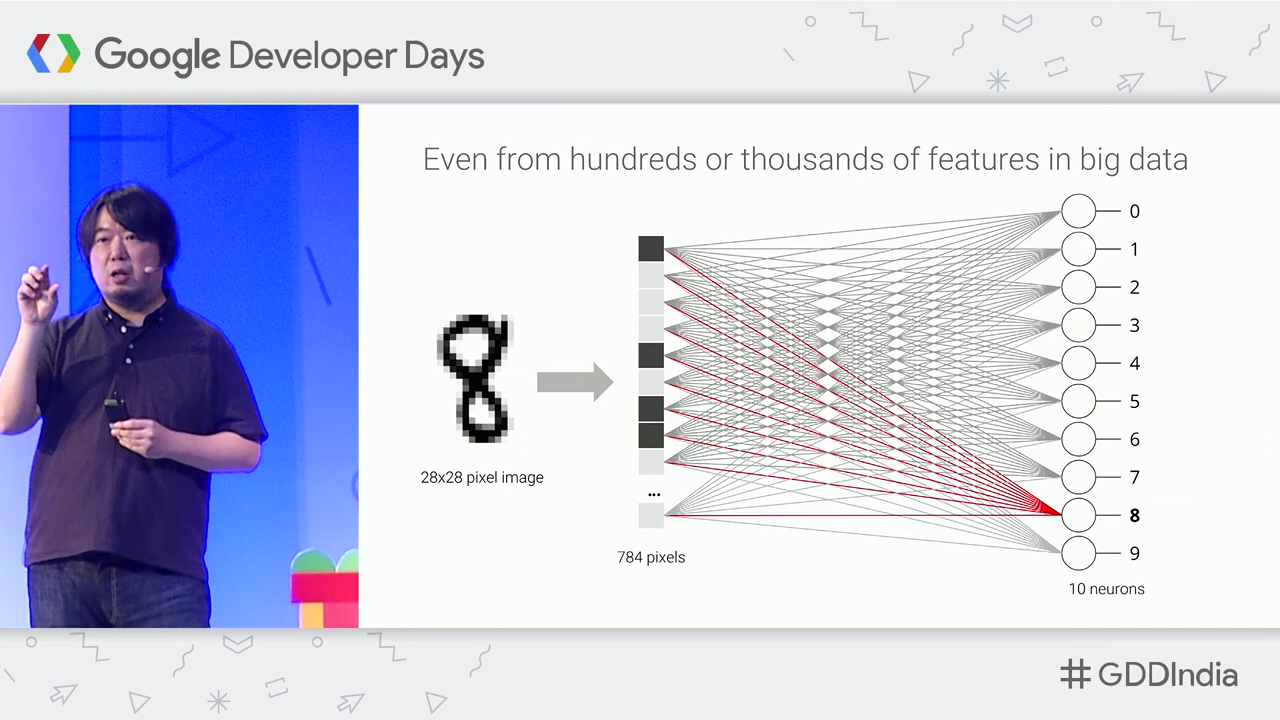 Google Developer Days
Even from hundreds or thousands of features in big data
0
1
2
3
4
5
6
7
8
9
28x28 pixel image
...
784 pixels
10 neurons
#GDDIndia